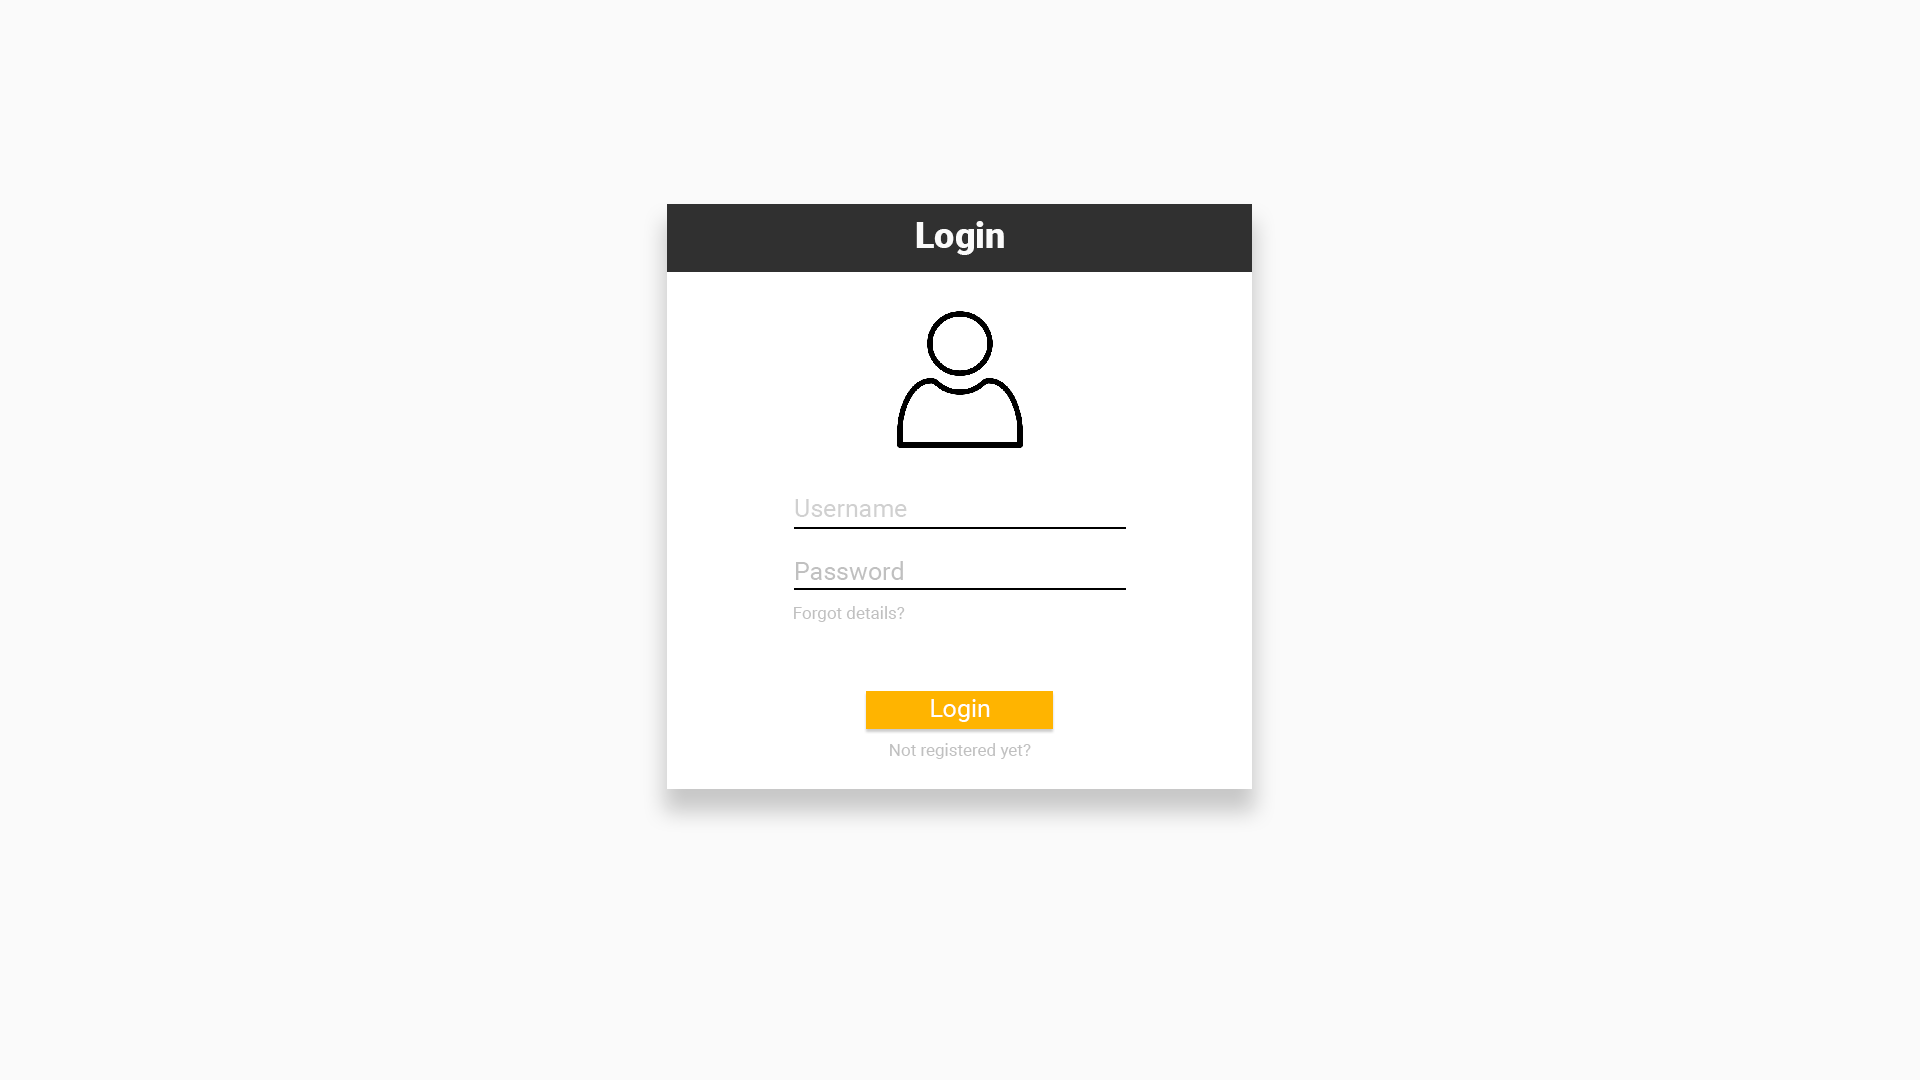 Login
Username
Password
Forgot details?
Login
Not registered yet?